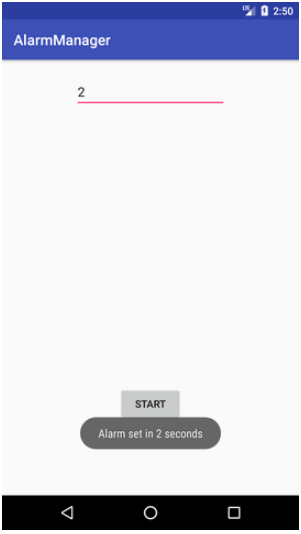 2:50
AlarmManager
2
START
Alarm set in 2 seconds